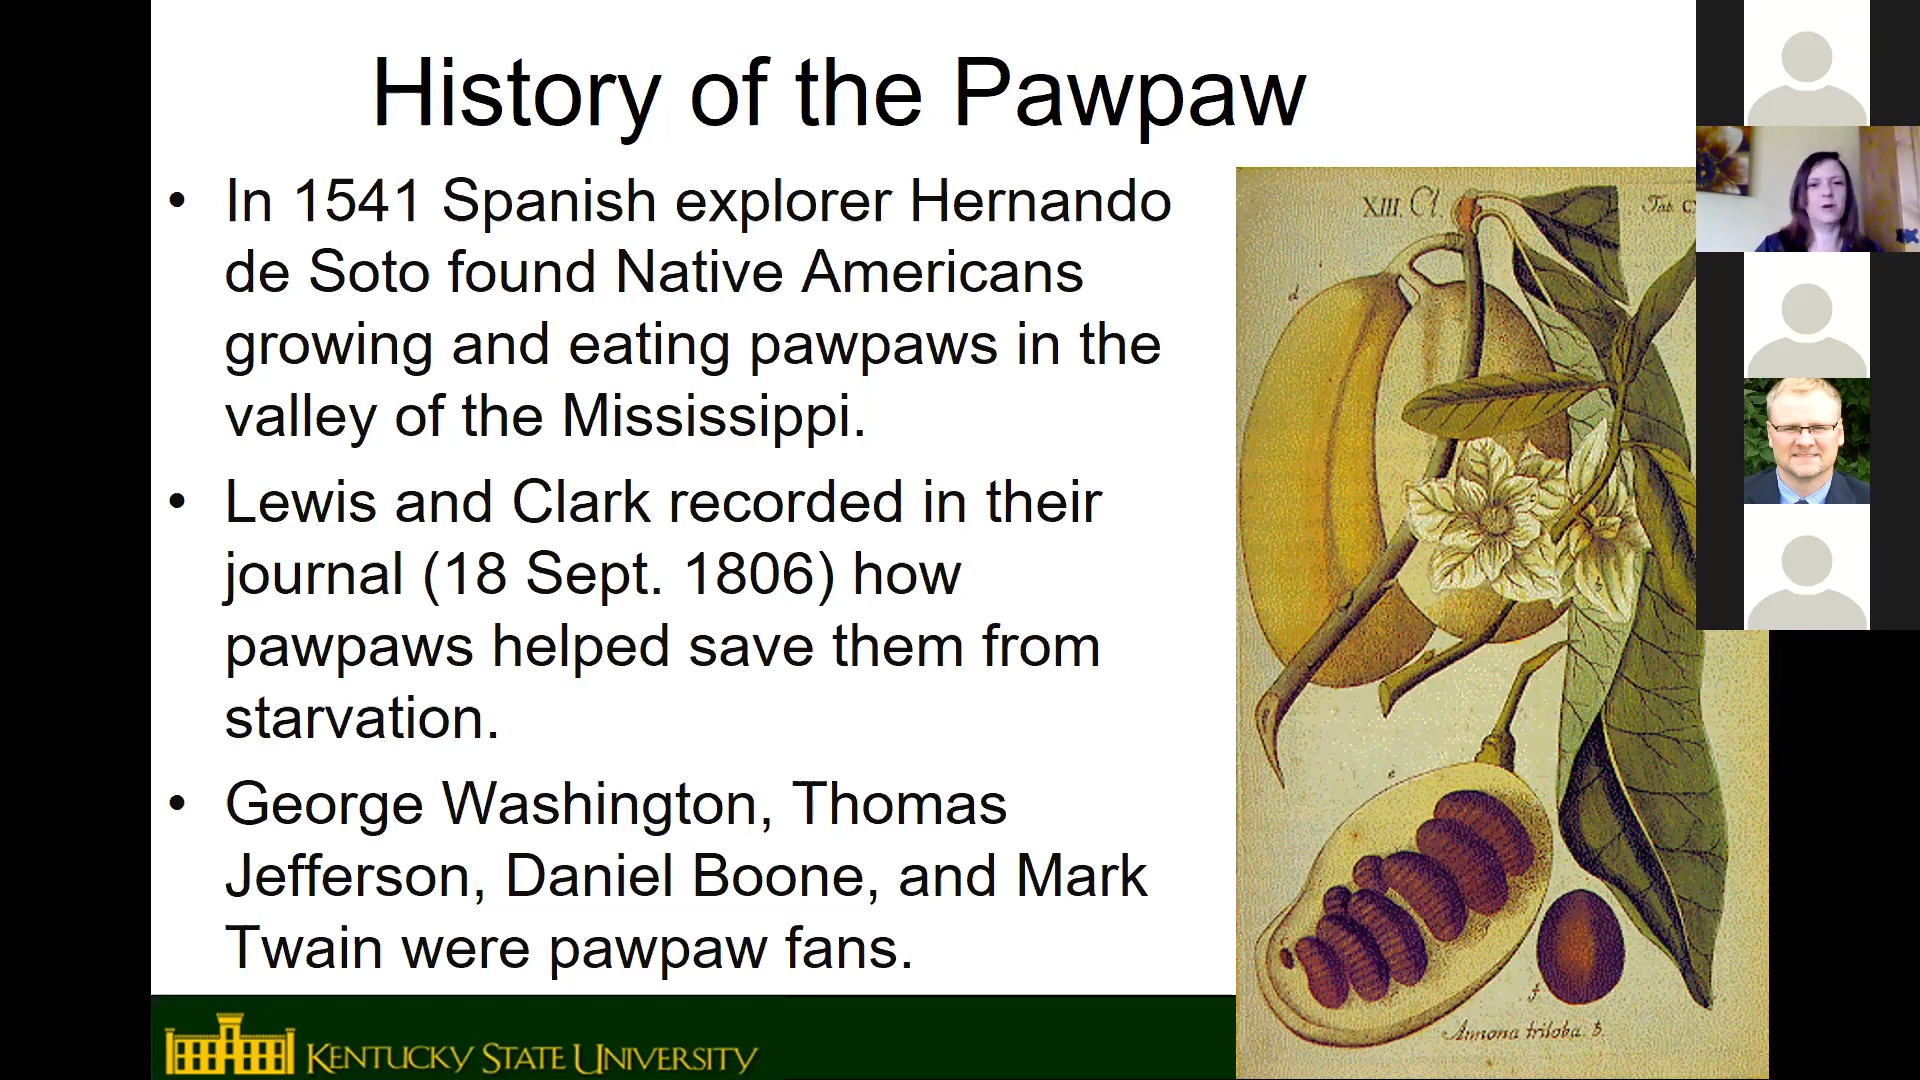 History of the Pawpaw
• In 1541 Spanish explorer Hernando
de Soto found Native Americans
growing and eating pawpaws in the
valley of the Mississippi.
• Lewis and Clark recorded in their
journal (18 Sept. 1806) how
pawpaws helped save them from
starvation.
• George Washington, Thomas
Jefferson, Daniel Boone, and Mark
Twain were pawpaw fans.
XIII. Cl.
Tab. C
d
e
f
Annona triloba. b.
KENTUCKY STATE UNIVERSITY